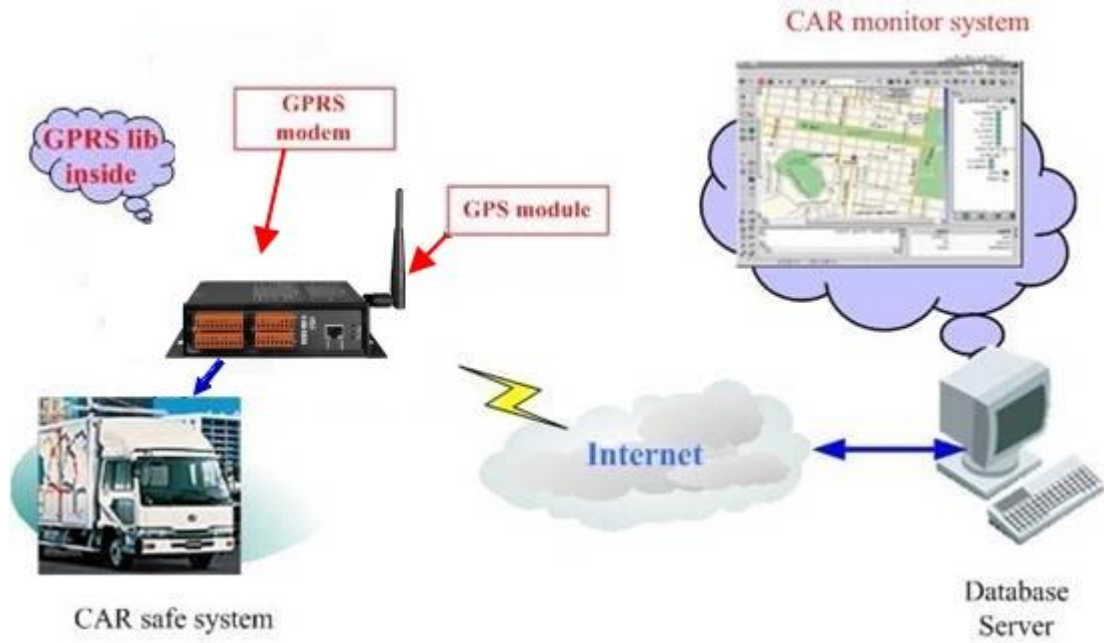 CAR monitor system
GPRS
modem
GPRS lib
inside
GPS module
Internet
Database
Server
CAR safe system